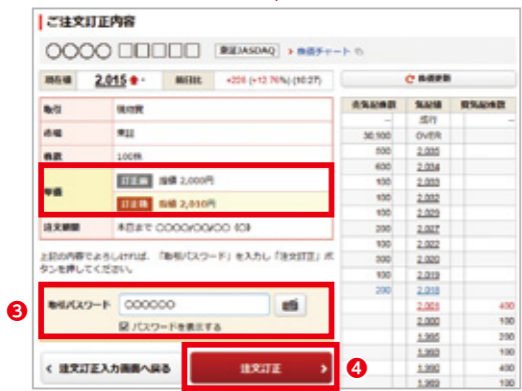 ご注文訂正内容
○○○○ □□□□□ 東証JASDAQ 株価チャート
現在値 2,015 前日比 +228 (+12.76%) (10:27) 株価更新
取引 現物買
市場 東証
株数 100株
単価 訂正前 指値 2,000円
訂正後 指値 2,010円
注文期間 本日まで ○○○○/○○/○○ (○)
上記の内容でよろしければ、「取引パスワード」を入力し「注文訂正」ボタンを押してください。
❸ 取引パスワード ○○○○○○
パスワードを表示する
< 注文訂正入力画面へ戻る 注文訂正 > ❹
売気配株数 気配値 買気配株数
― 成行 ―
30,900 OVER
500 2,035
600 2,034
100 2,033
100 2,032
100 2,029
200 2,027
100 2,022
300 2,020
100 2,019
200 2,018
2,001 400
2,000 100
1,995 200
1,993 100
1,990 400
1,989 100